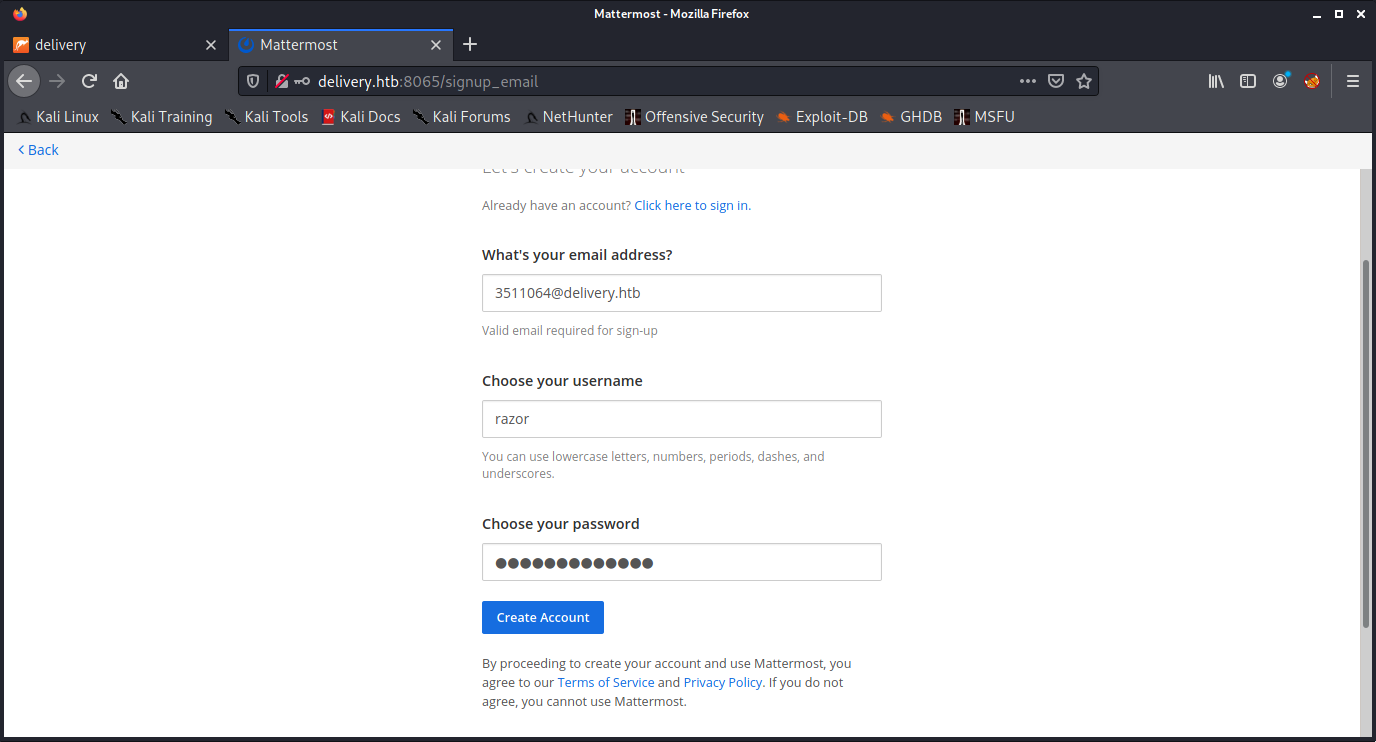 Mattermost - Mozilla Firefox
delivery
Mattermost
delivery.htb:8065/signup_email
Kali Linux Kali Training Kali Tools Kali Docs Kali Forums NetHunter Offensive Security Exploit-DB GHDB MSFU
Back
Let's create your account
Already have an account? Click here to sign in.
What's your email address?
3511064@delivery.htb
Valid email required for sign-up
Choose your username
razor
You can use lowercase letters, numbers, periods, dashes, and
underscores.
Choose your password
●●●●●●●●●●●●●
Create Account
By proceeding to create your account and use Mattermost, you
agree to our Terms of Service and Privacy Policy. If you do not
agree, you cannot use Mattermost.